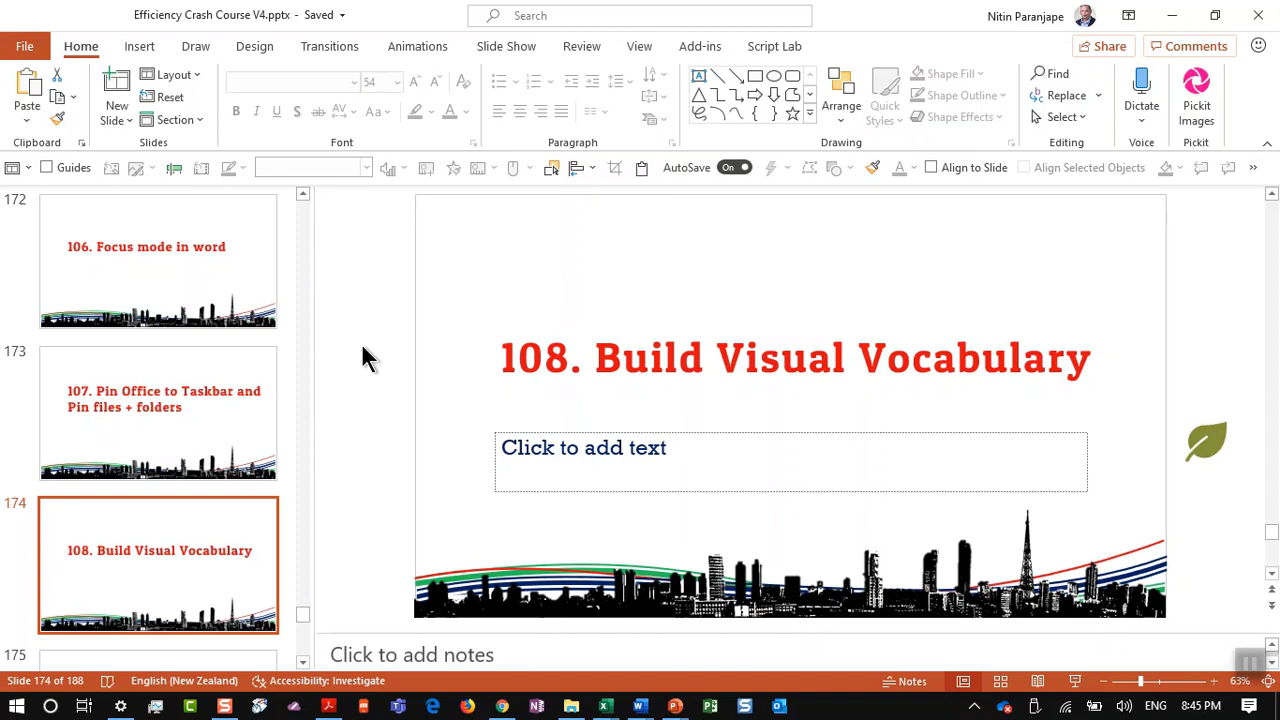 Efficiency Crash Course V4.pptx - Saved
Search
Nitin Paranjape
File Home Insert Draw Design Transitions Animations Slide Show Review View Add-ins Script Lab
Share Comments
Paste
Clipboard
New
Slide
Layout
Reset
Section
Slides
54
B I U S ab AV Aa A
Font
Paragraph
Arrange
Quick
Styles
Shape Fill
Shape Outline
Shape Effects
Drawing
Find
Replace
Select
Editing
Dictate
Voice
Pickit
Images
Pickit
Guides
AutoSave On
Align to Slide
Align Selected Objects
172
106. Focus mode in word
173
107. Pin Office to Taskbar and
Pin files + folders
174
108. Build Visual Vocabulary
175
108. Build Visual Vocabulary
Click to add text
Click to add notes
Slide 174 of 188
English (New Zealand)
Accessibility: Investigate
Notes
63%
ENG
8:45 PM